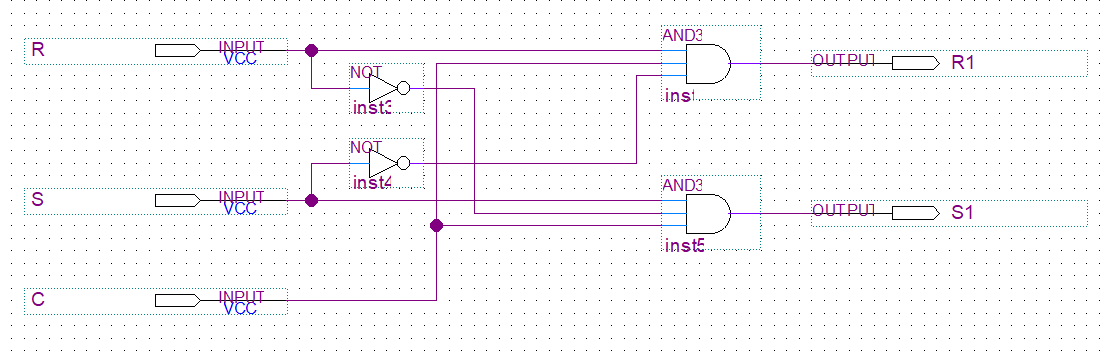 R
INPUT
VCC
AND3
inst
OUTPUT
R1
NOT
inst3
NOT
inst4
S
INPUT
VCC
AND3
inst5
OUTPUT
S1
C
INPUT
VCC